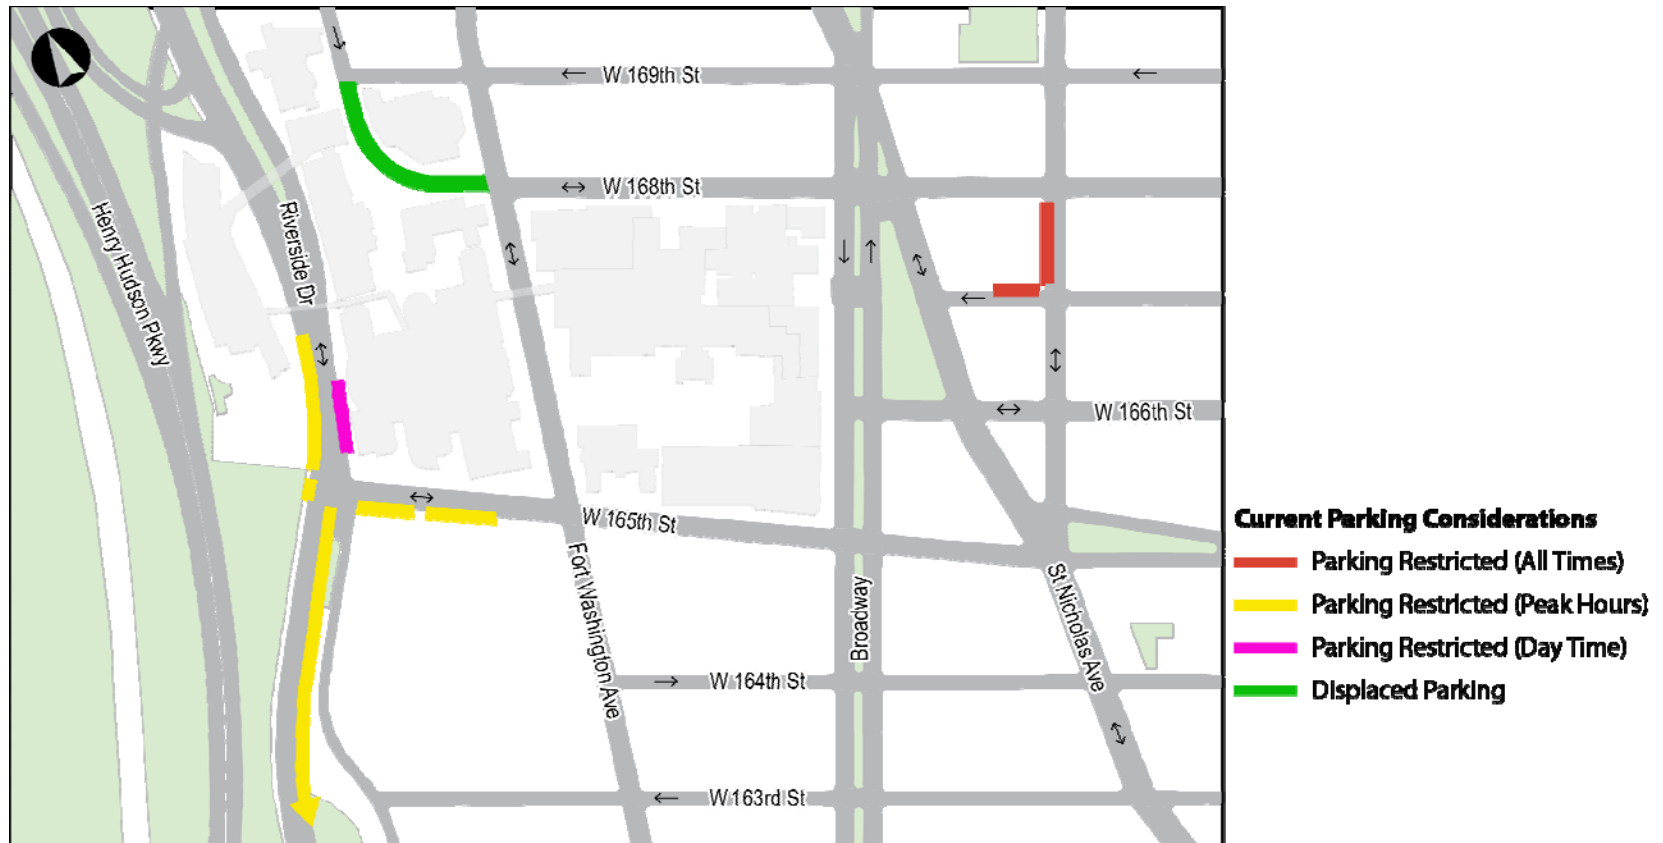 W 169th St
W 168th St
Riverside Dr
Henry Hudson Pkwy
W 166th St
W 165th St
Current Parking Considerations
Parking Restricted (All Times)
Parking Restricted (Peak Hours)
Parking Restricted (Day Time)
Displaced Parking
Fort Washington Ave
Broadway
St Nicholas Ave
W 164th St
W 163rd St